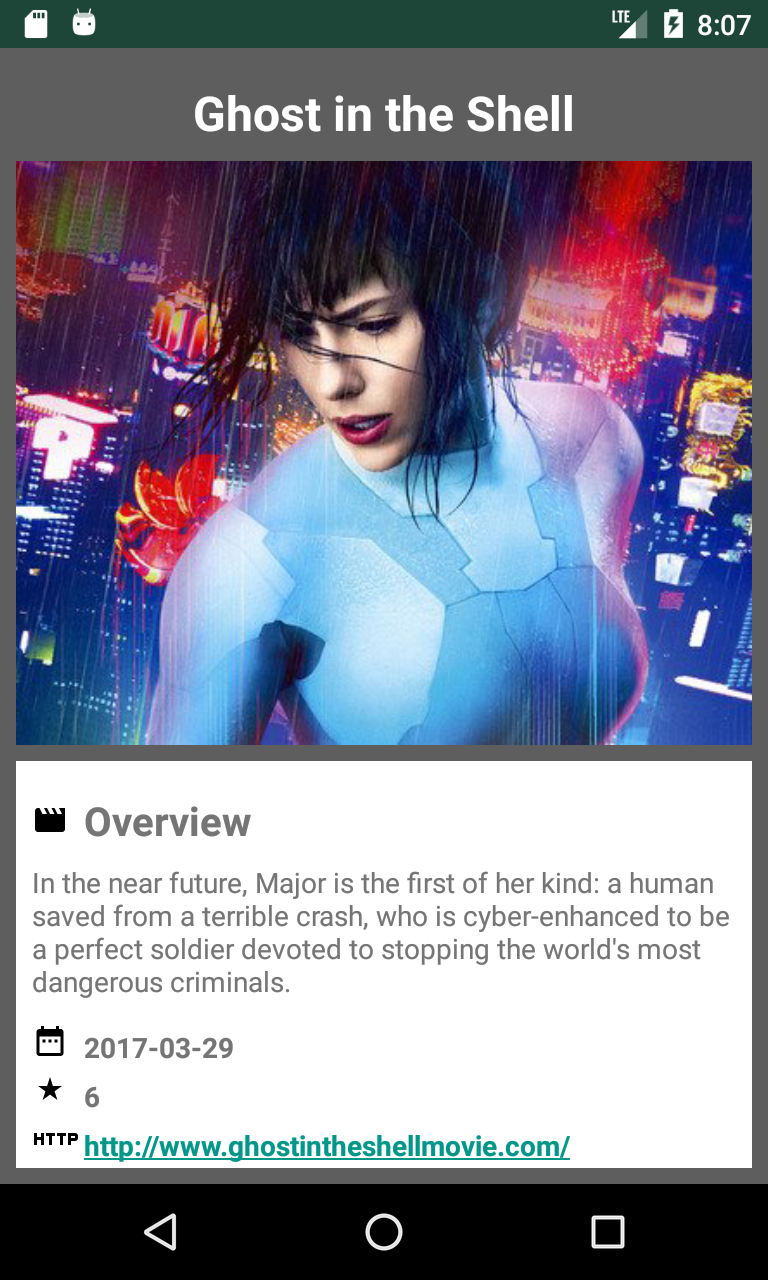 LTE 8:07
Ghost in the Shell
Overview
In the near future, Major is the first of her kind: a human
saved from a terrible crash, who is cyber-enhanced to be
a perfect soldier devoted to stopping the world's most
dangerous criminals.
2017-03-29
6
HTTP http://www.ghostintheshellmovie.com/